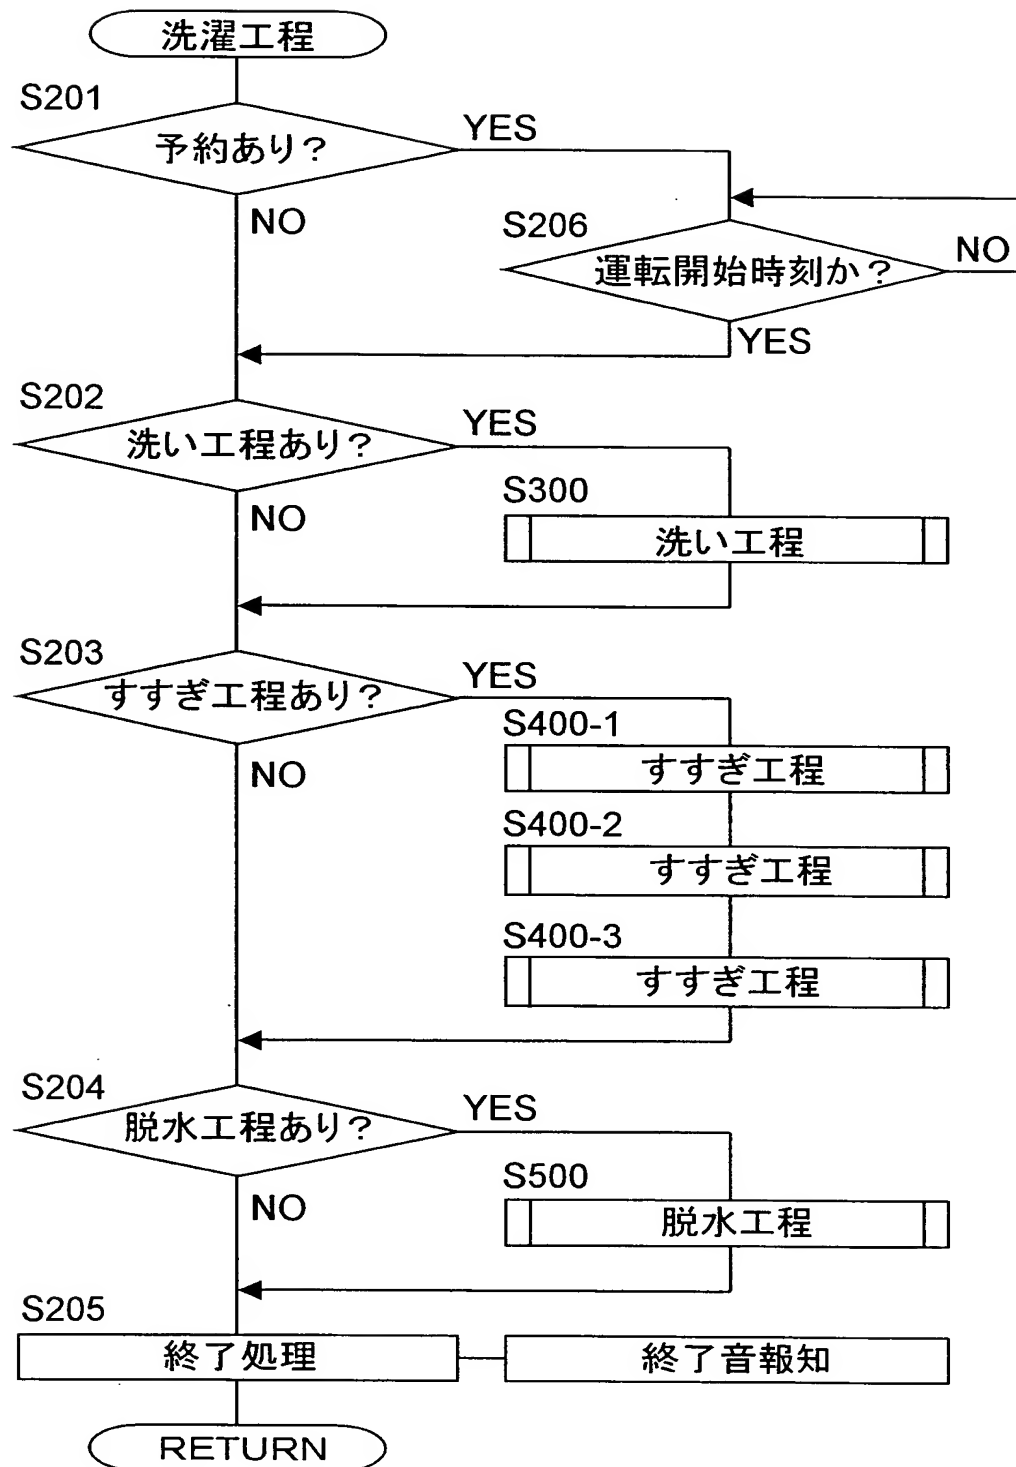 洗濯工程
S201
予約あり?
YES
NO
S206
運転開始時刻か?
NO
YES
S202
洗い工程あり?
YES
NO
S300
洗い工程
S203
すすぎ工程あり?
YES
NO
S400-1
すすぎ工程
S400-2
すすぎ工程
S400-3
すすぎ工程
S204
脱水工程あり?
YES
NO
S500
脱水工程
S205
終了処理
終了音報知
RETURN